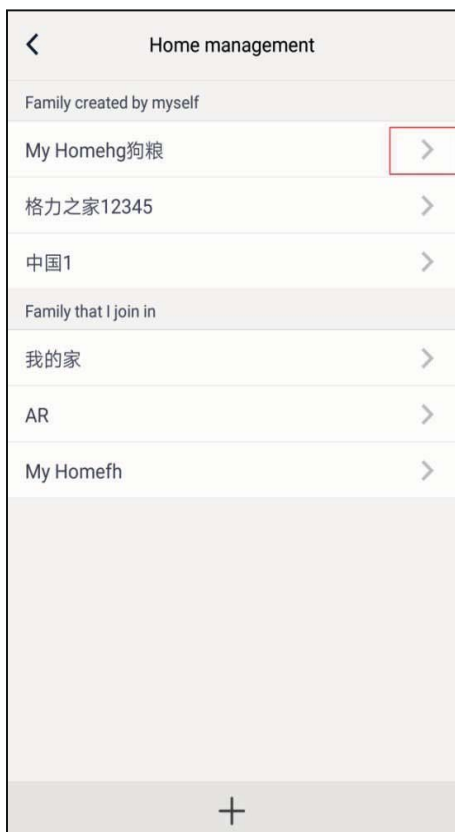 Home management
Family created by myself
My Homehg狗粮
格力之家12345
中国1
Family that I join in
我的家
AR
My Homefh